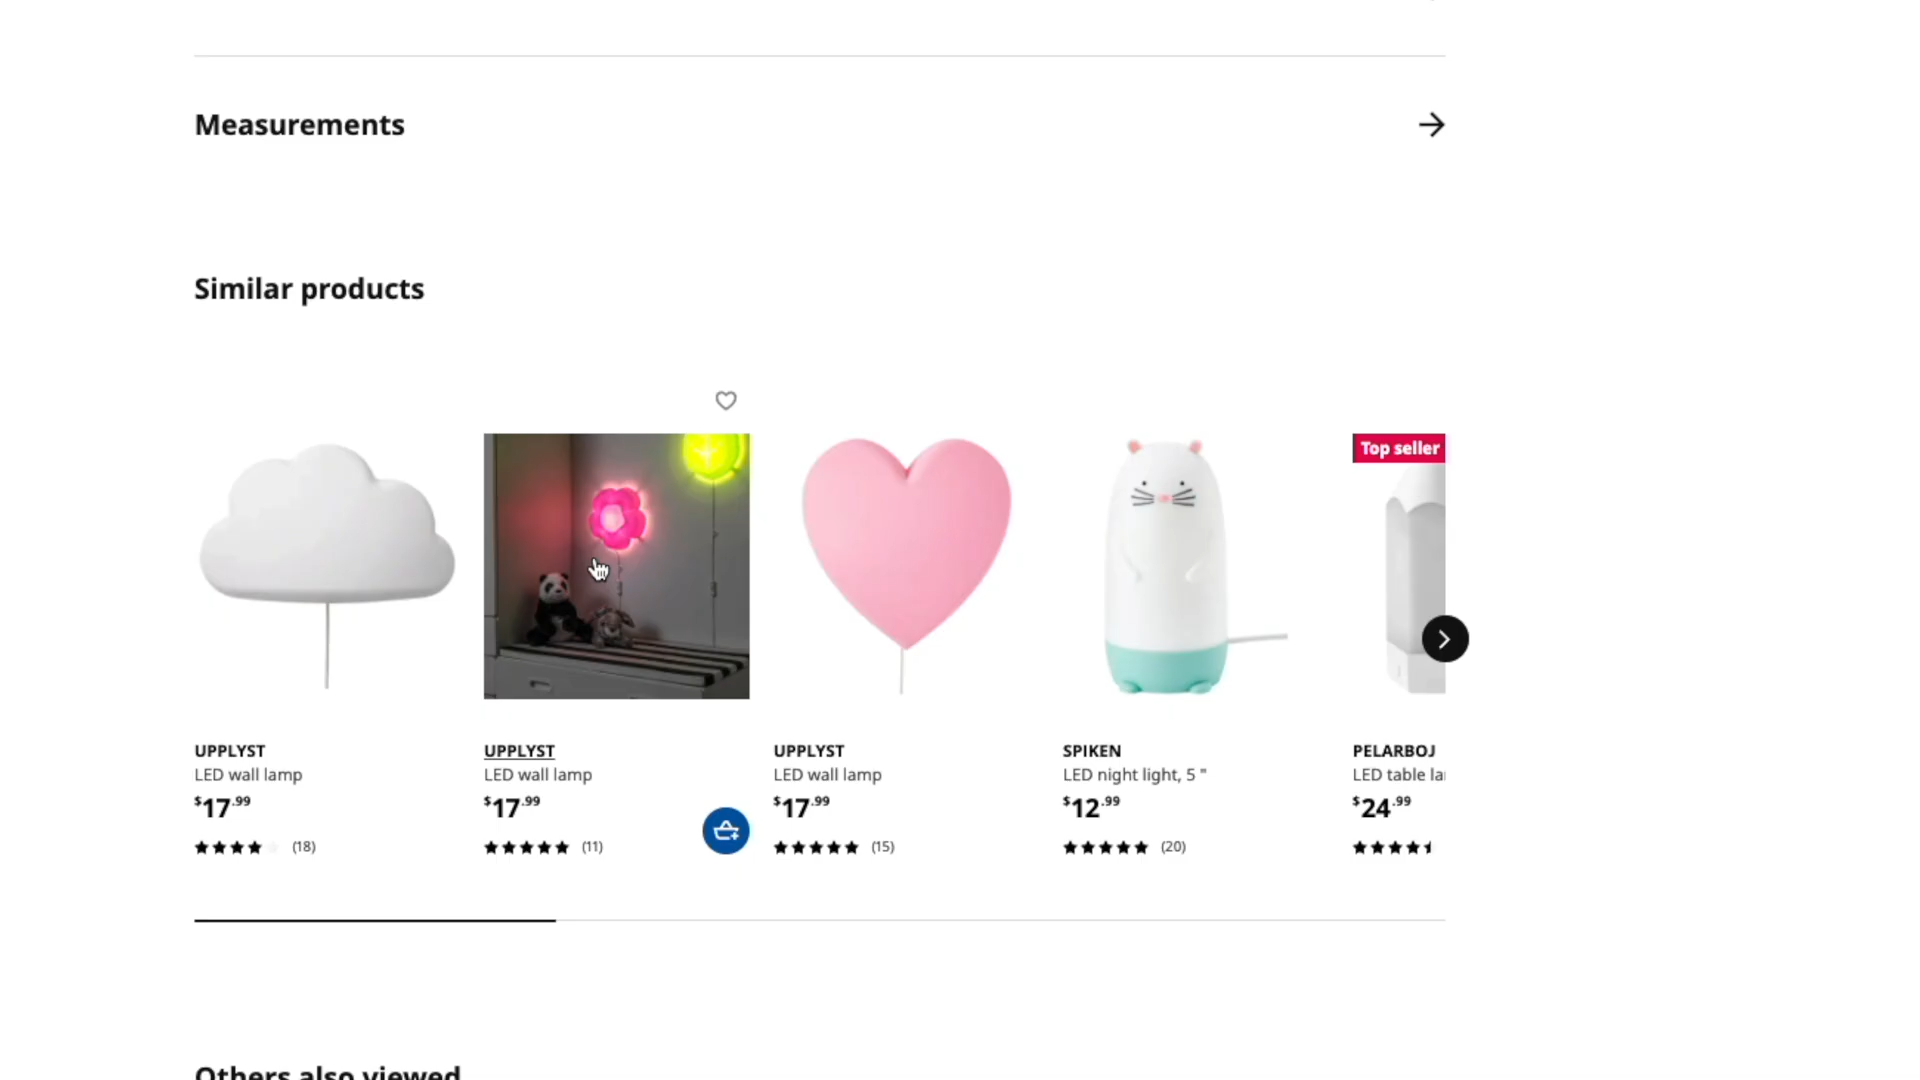 Measurements
Similar products
Top seller
UPPLYST
LED wall lamp
$17.99
(18)
UPPLYST
LED wall lamp
$17.99
(11)
UPPLYST
LED wall lamp
$17.99
(15)
SPIKEN
LED night light, 5 "
$12.99
(20)
PELARBOJ
LED table
$24.99
Others also viewed